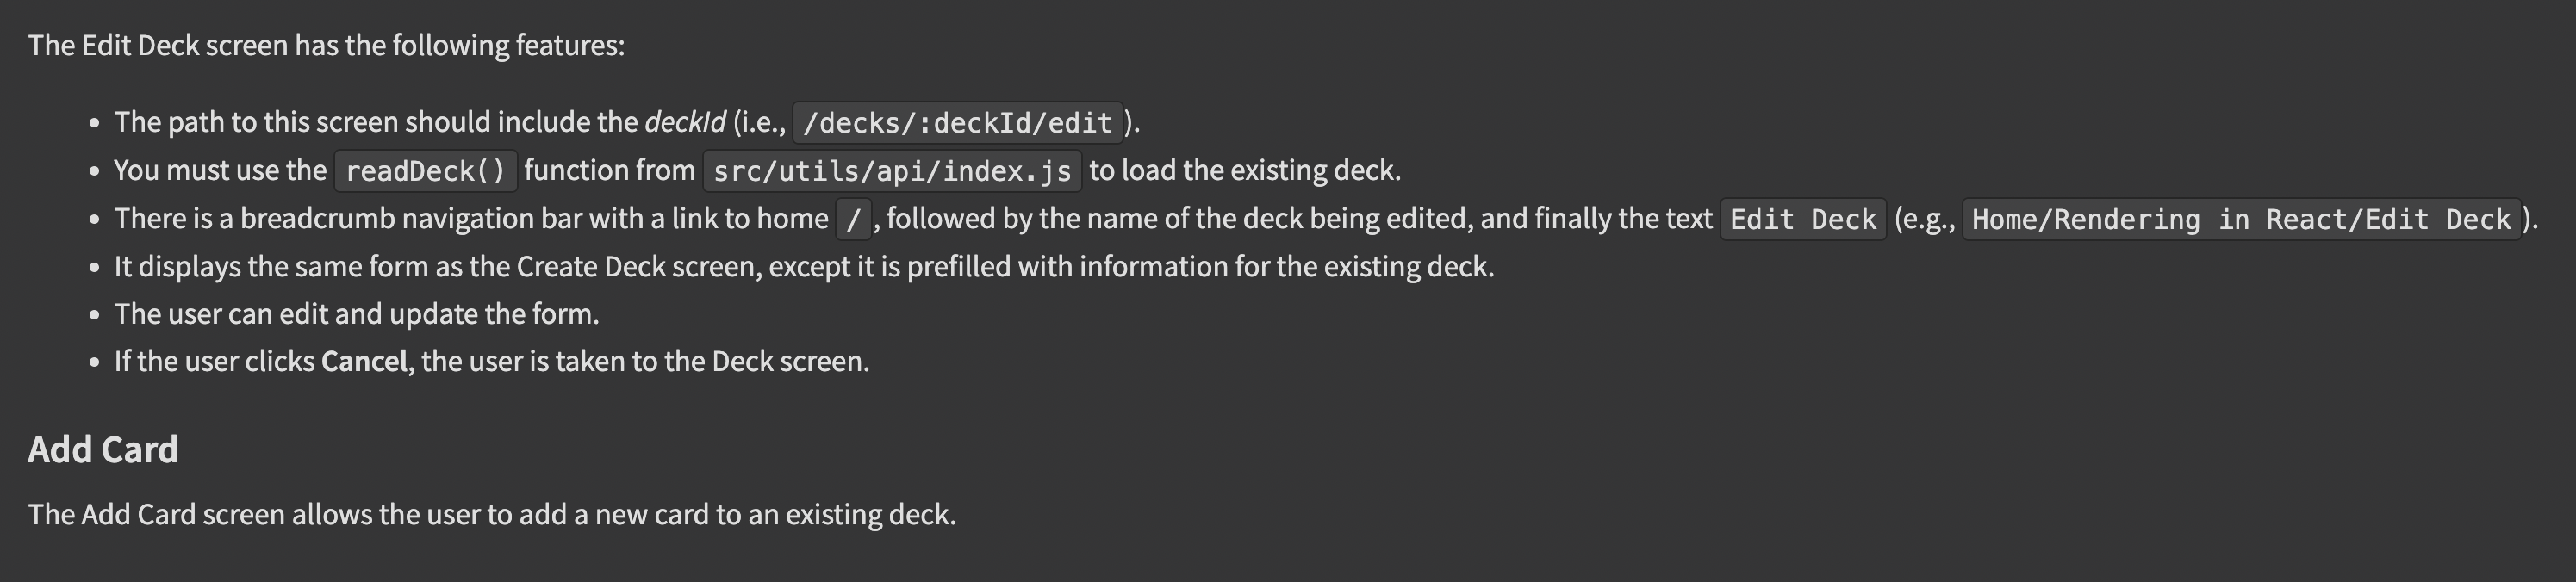 The Edit Deck screen has the following features:
• The path to this screen should include the deckId (i.e., /decks/:deckId/edit ).
• You must use the readDeck() function from src/utils/api/index.js to load the existing deck.
• There is a breadcrumb navigation bar with a link to home / , followed by the name of the deck being edited, and finally the text Edit Deck (e.g., Home/Rendering in React/Edit Deck ).
• It displays the same form as the Create Deck screen, except it is prefilled with information for the existing deck.
• The user can edit and update the form.
• If the user clicks Cancel, the user is taken to the Deck screen.
Add Card
The Add Card screen allows the user to add a new card to an existing deck.